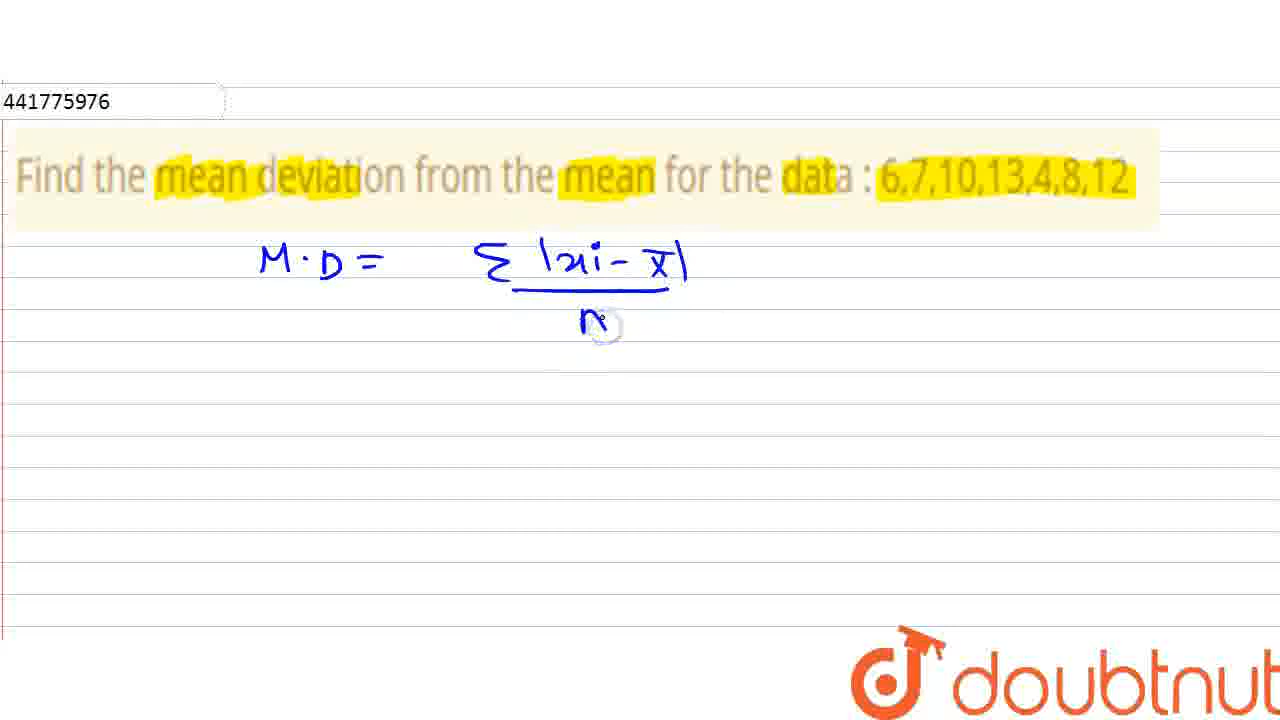 441775976
Find the mean deviation from the mean for the data : 6,7,10,13,4,8,12
M·D = Σ |xi - x̄|
n
doubtnut